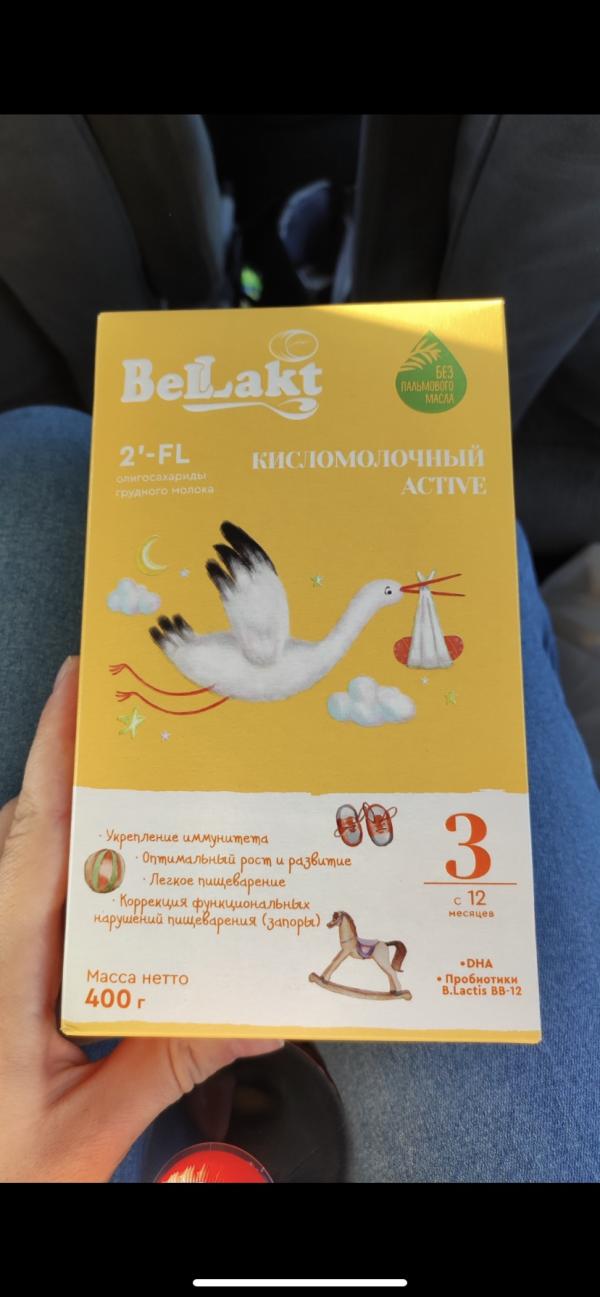 BeLLakt
БЕЗ
ПАЛЬМОВОГО
МАСЛА
2'-FL
олигосахариды
грудного молока
КИСЛОМОЛОЧНЫЙ
ACTIVE
· Укрепление иммунитета
· Оптимальный рост и развитие
· Легкое пищеварение
· Коррекция функциональных
нарушений пищеварения (запоры)
3
с 12
месяцев
•DHA
• Пробиотики
B.Lactis BB-12
Масса нетто
400 г